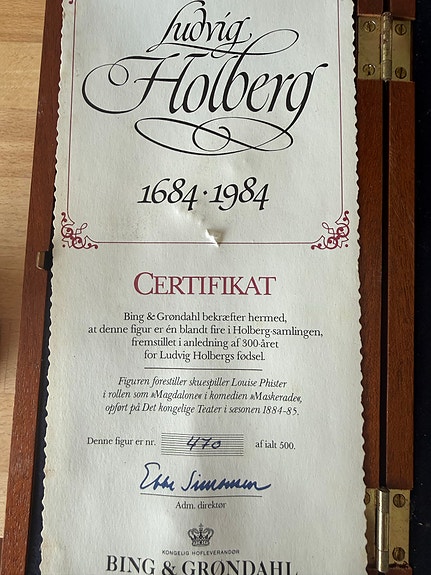 Ludvig
Holberg
1684 · 1984
CERTIFIKAT
Bing & Grøndahl bekræfter hermed,
at denne figur er én blandt fire i Holberg-samlingen,
fremstillet i anledning af 300-året
for Ludvig Holbergs fødsel.
Figuren forestiller skuespiller Louise Phister
i rollen som »Magdalone« i komedien »Maskerade«,
opført på Det kongelige Teater i sæsonen 1884-85.
Denne figur er nr. 470 af ialt 500.
Ebbe Simonsen
Adm. direktør
KONGELIG HOFLEVERANDØR
BING & GRØNDAHL